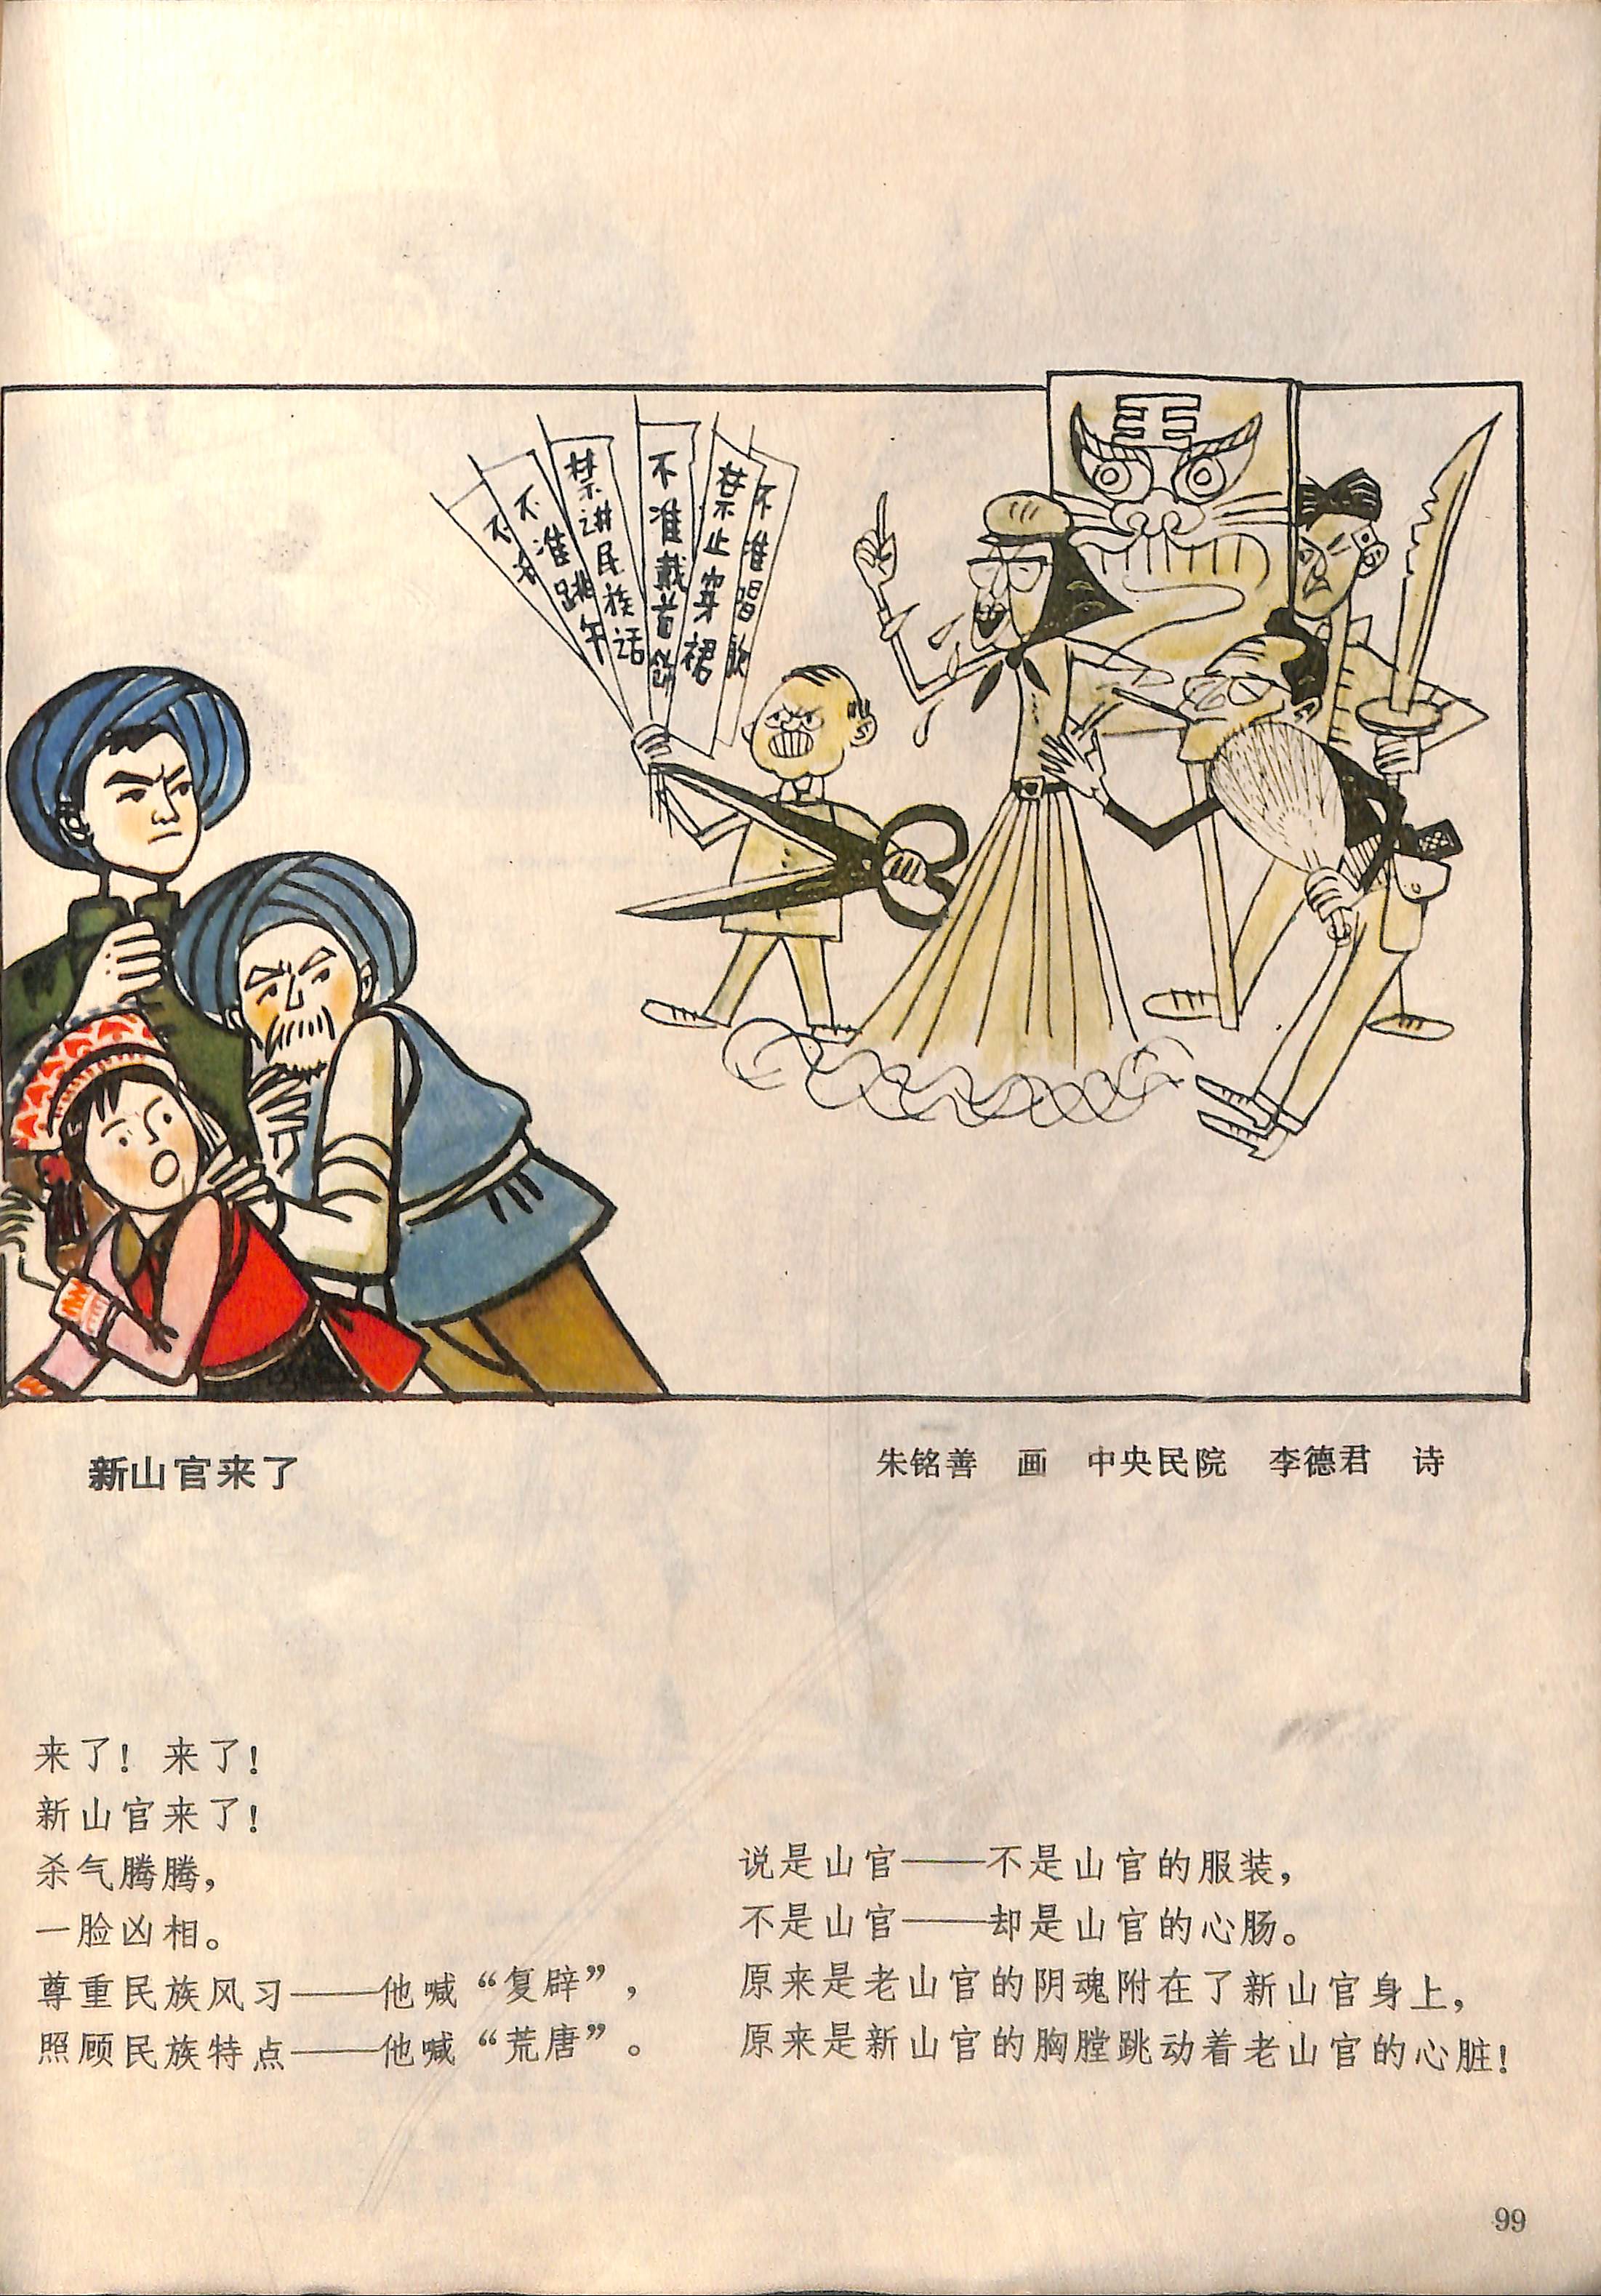 不准跳午
禁讲民族话
不准戴首饰
禁止穿裙
不准唱歌
王
新山官来了
朱铭善 画 中央民院 李德君 诗
来了！来了！
新山官来了！
杀气腾腾，
一脸凶相。
尊重民族风习——他喊“复辟”，
照顾民族特点——他喊“荒唐”。
说是山官——不是山官的服装，
不是山官——却是山官的心肠。
原来是老山官的阴魂附在了新山官身上，
原来是新山官的胸膛跳动着老山官的心脏！
99